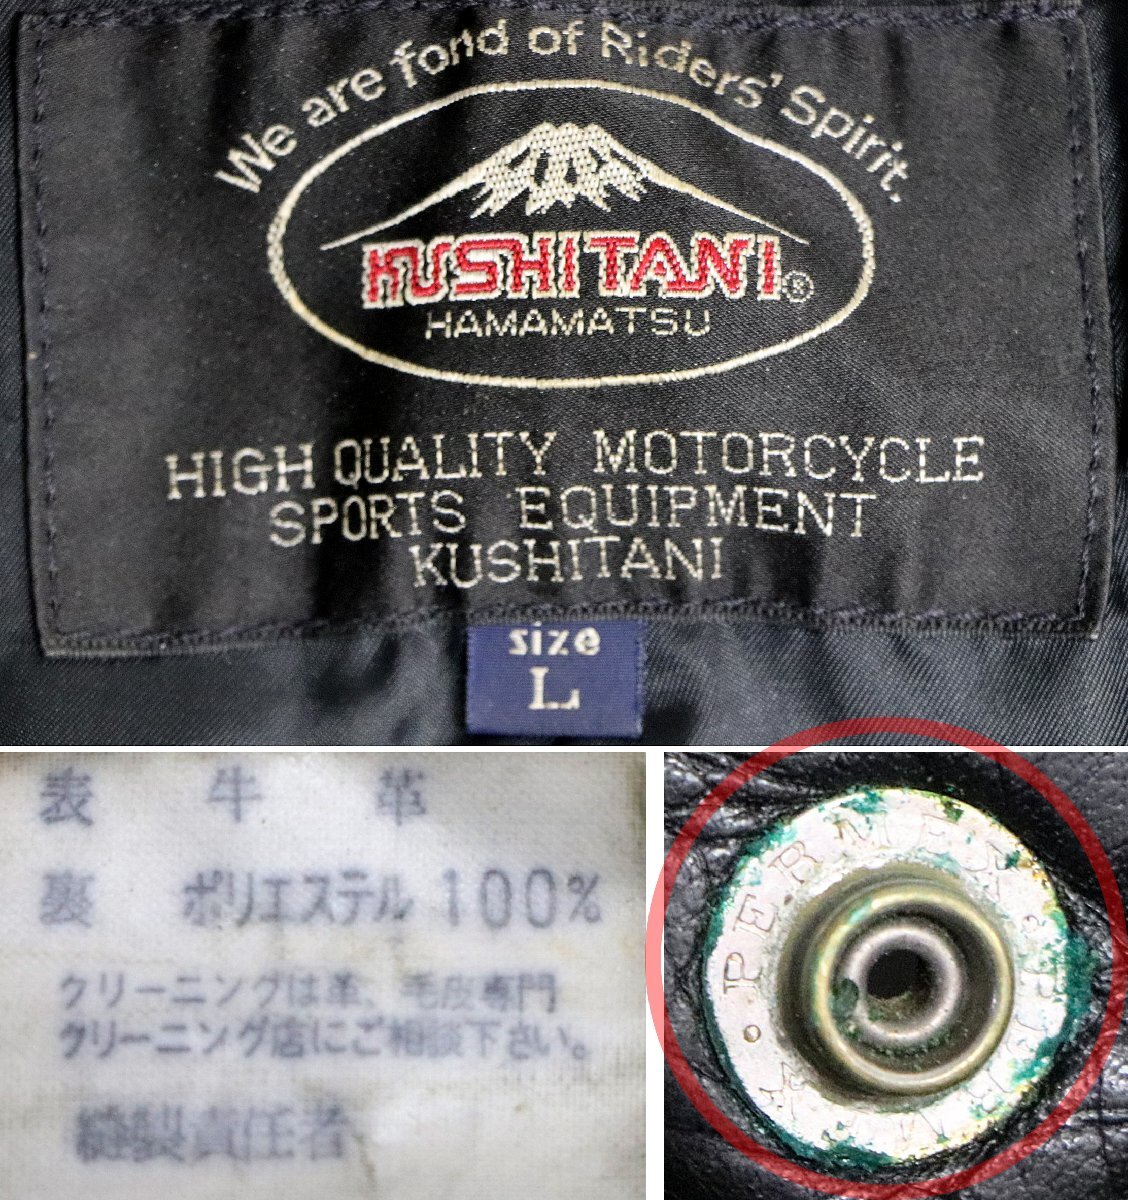 We are fond of Riders' Spirit.
KUSHITANI®
HAMAMATSU
HIGH QUALITY MOTORCYCLE
SPORTS EQUIPMENT
KUSHITANI
size
L
表 牛 革
裏 ポリエステル 100%
クリーニングは革、毛皮専門
クリーニング店にご相談下さい。
縫製責任者
PERMEX